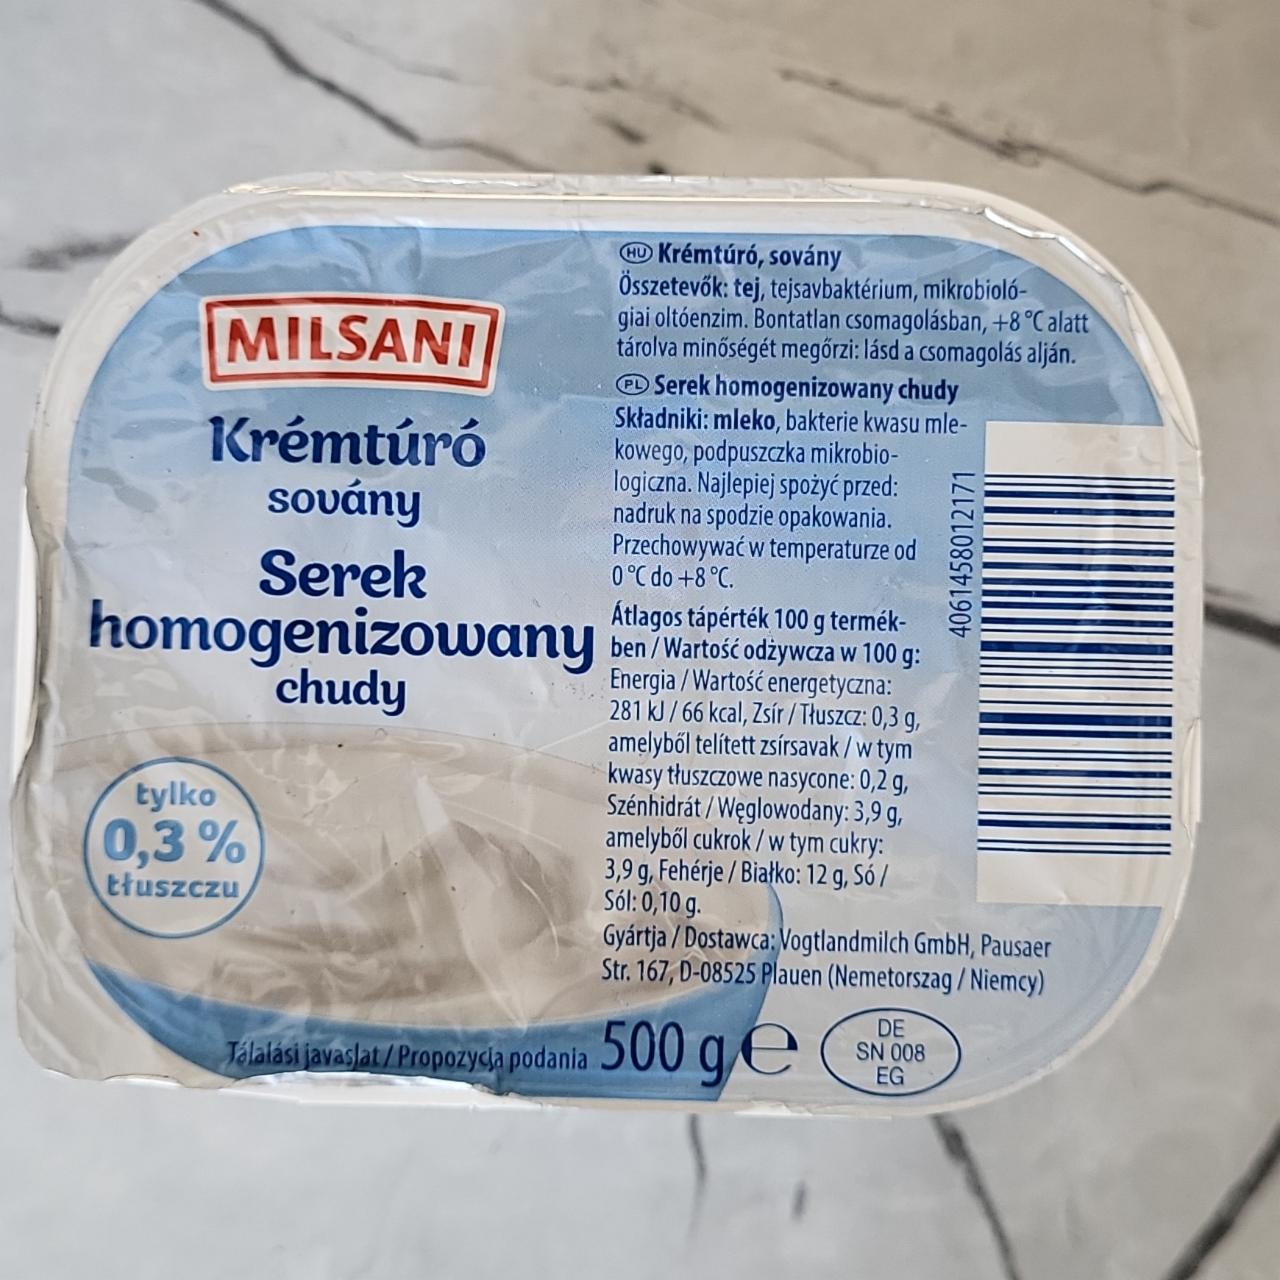 MILSANI
Krémtúró
sovány
Serek
homogenizowany
chudy
tylko
0,3 %
tłuszczu
Tálalási javaslat / Propozycja podania
HU Krémtúró, sovány
Összetevők: tej, tejsavbaktérium, mikrobioló-
giai oltóenzim. Bontatlan csomagolásban, +8 °C alatt
tárolva minőségét megőrzi: lásd a csomagolás alján.
PL Serek homogenizowany chudy
Składniki: mleko, bakterie kwasu mle-
kowego, podpuszczka mikrobio-
logiczna. Najlepiej spożyć przed:
nadruk na spodzie opakowania.
Przechowywać w temperaturze od
0 °C do +8 °C.
Átlagos tápérték 100 g termék-
ben / Wartość odżywcza w 100 g:
Energia / Wartość energetyczna:
281 kJ / 66 kcal, Zsír / Tłuszcz: 0,3 g,
amelyből telített zsírsavak / w tym
kwasy tłuszczowe nasycone: 0,2 g,
Szénhidrát / Węglowodany: 3,9 g,
amelyből cukrok / w tym cukry:
3,9 g, Fehérje / Białko: 12 g, Só /
Sól: 0,10 g.
Gyártja / Dostawca: Vogtlandmilch GmbH, Pausaer
Str. 167, D-08525 Plauen (Nemetorszag / Niemcy)
500 g e
DE
SN 008
EG
4061458012171